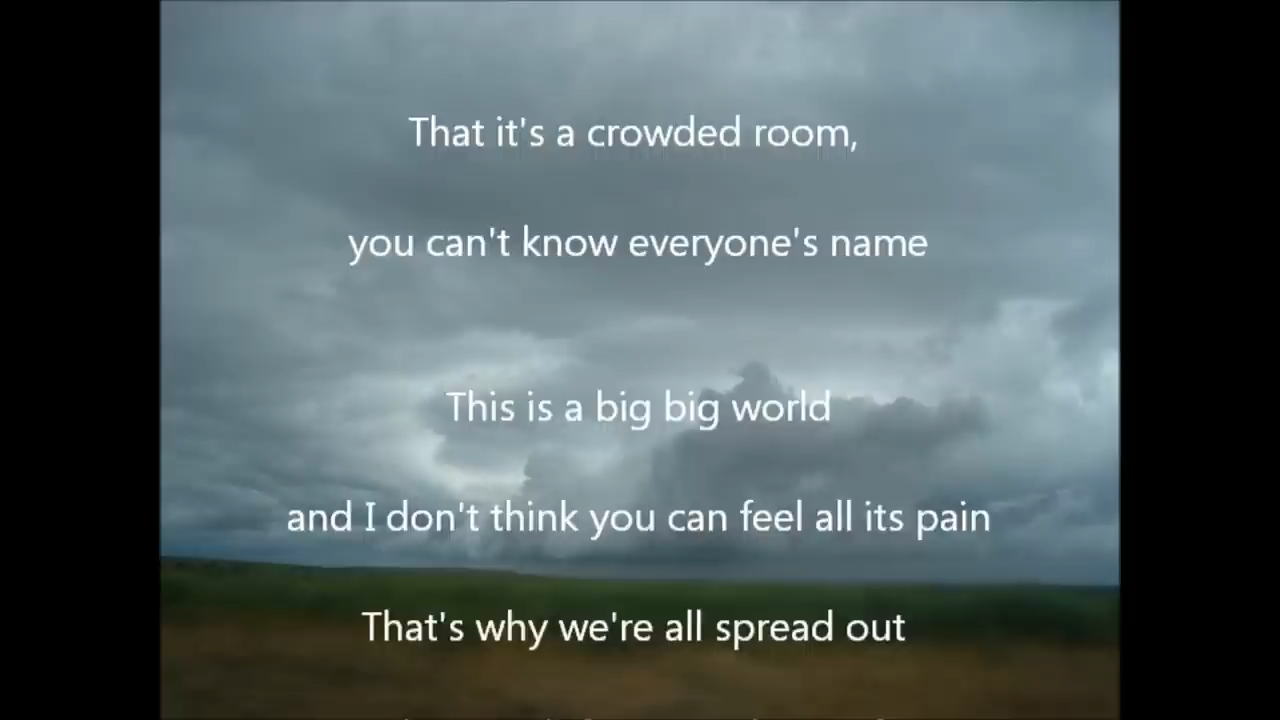 That it's a crowded room,
you can't know everyone's name
This is a big big world
and I don't think you can feel all its pain
That's why we're all spread out